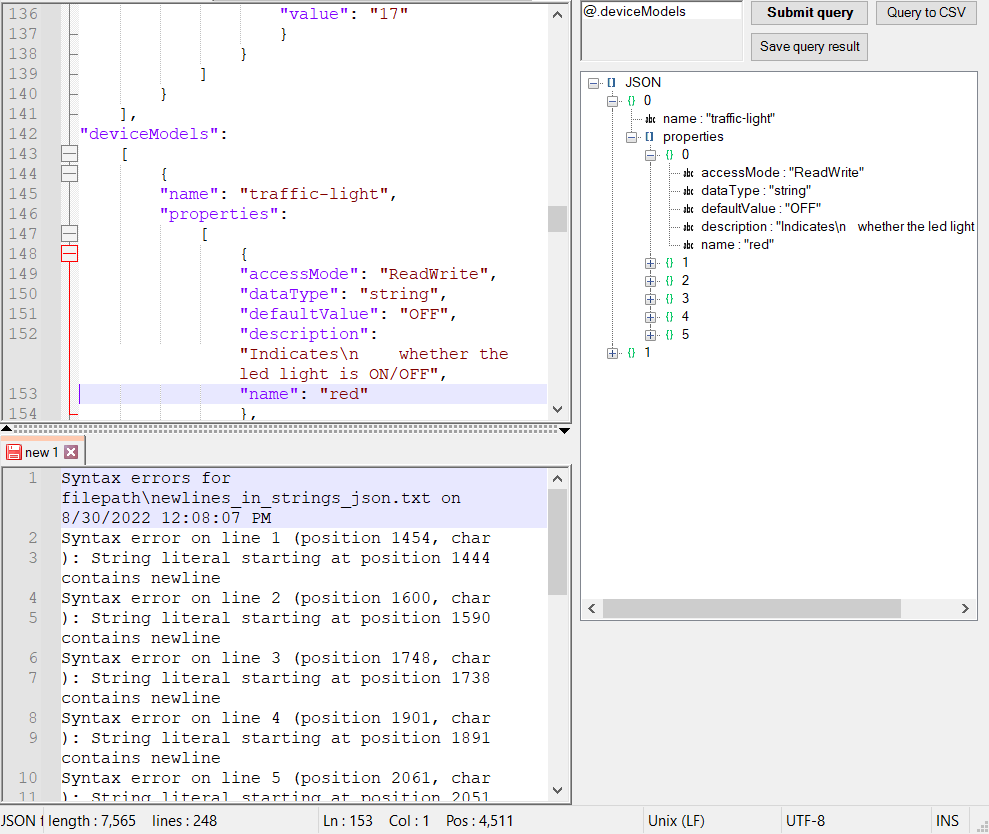 136 "value": "17"
137 }
138 }
139 ]
140 }
141 ],
142 "deviceModels":
143 [
144 {
145 "name": "traffic-light",
146 "properties":
147 [
148 {
149 "accessMode": "ReadWrite",
150 "dataType": "string",
151 "defaultValue": "OFF",
152 "description":
"Indicates\n    whether the
led light is ON/OFF",
153 "name": "red"
154 },
new 1
1 Syntax errors for
filepath\newlines_in_strings_json.txt on
8/30/2022 12:08:07 PM
2 Syntax error on line 1 (position 1454, char
3 ): String literal starting at position 1444
contains newline
4 Syntax error on line 2 (position 1600, char
5 ): String literal starting at position 1590
contains newline
6 Syntax error on line 3 (position 1748, char
7 ): String literal starting at position 1738
contains newline
8 Syntax error on line 4 (position 1901, char
9 ): String literal starting at position 1891
contains newline
10 Syntax error on line 5 (position 2061, char
11 ): String literal starting at position 2051
@.deviceModels
Submit query
Query to CSV
Save query result
[] JSON
{} 0
abc name : "traffic-light"
[] properties
{} 0
abc accessMode : "ReadWrite"
abc dataType : "string"
abc defaultValue : "OFF"
abc description : "Indicates\n   whether the led light
abc name : "red"
{} 1
{} 2
{} 3
{} 4
{} 5
{} 1
JSON f length : 7,565 lines : 248 Ln : 153 Col : 1 Pos : 4,511 Unix (LF) UTF-8 INS